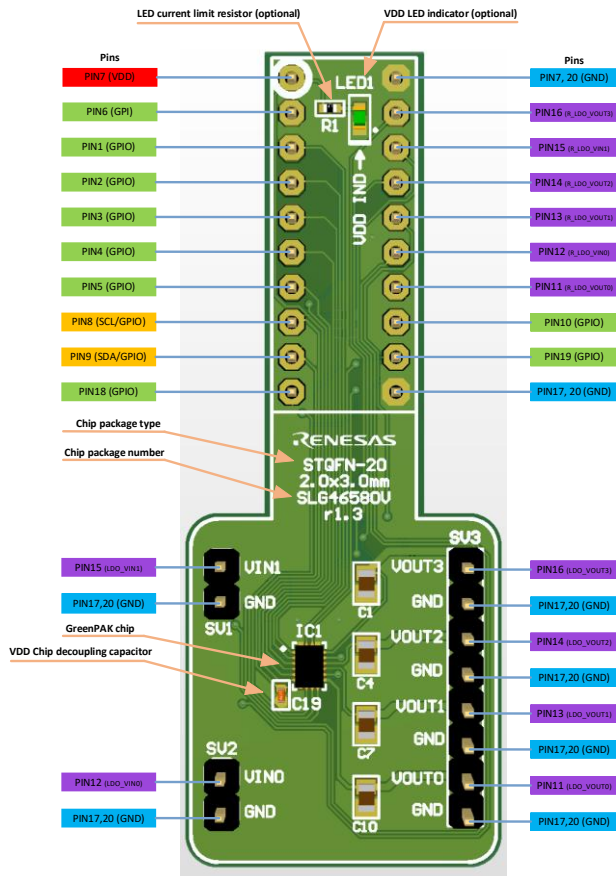 LED current limit resistor (optional)
VDD LED indicator (optional)
Pins
Pins
PIN7 (VDD)
PIN7, 20 (GND)
LED1
PIN6 (GPI)
PIN16 (R_LDO_VOUT3)
R1
PIN1 (GPIO)
PIN15 (R_LDO_VIN1)
PIN2 (GPIO)
PIN14 (R_LDO_VOUT2)
VDD IND
PIN3 (GPIO)
PIN13 (R_LDO_VOUT1)
PIN4 (GPIO)
PIN12 (R_LDO_VIN0)
PIN5 (GPIO)
PIN11 (R_LDO_VOUT0)
PIN8 (SCL/GPIO)
PIN10 (GPIO)
PIN9 (SDA/GPIO)
PIN19 (GPIO)
PIN18 (GPIO)
PIN17, 20 (GND)
Chip package type
RENESAS
Chip package number
STQFN-20
2.0x3.0mm
SLG46580V
r1.3
SV3
PIN15 (LDO_VIN1)
VIN1
VOUT3
PIN16 (LDO_VOUT3)
PIN17,20 (GND)
GND
C1
GND
PIN17,20 (GND)
SV1
GreenPAK chip
IC1
VOUT2
PIN14 (LDO_VOUT2)
VDD Chip decoupling capacitor
C4
GND
PIN17,20 (GND)
C19
VOUT1
PIN13 (LDO_VOUT1)
SV2
C7
GND
PIN17,20 (GND)
PIN12 (LDO_VIN0)
VIN0
VOUT0
PIN11 (LDO_VOUT0)
PIN17,20 (GND)
GND
C10
GND
PIN17,20 (GND)